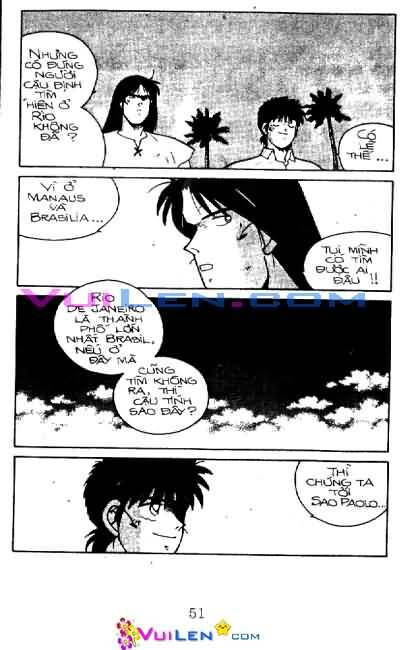 NHƯNG
CÓ ĐÚNG
NGƯỜI
CẬU ĐỊNH
TÌM
HIỆN Ở
RIO
KHÔNG
ĐÃ ?
CÓ
LẼ
THẾ...
VÌ Ở
MANAUS
VÀ
BRASILIA...
TỤI MÌNH
CÓ TÌM
ĐƯỢC AI
ĐÂU !!
VUILEN.COM
RIO
DE JANEIRO
LÀ THÀNH
PHỐ LỚN
NHẤT BRASIL,
NẾU Ở
ĐÂY MÀ
CŨNG
TÌM KHÔNG
RA, THÌ
CẬU TÍNH
SAO ĐÂY ?
THÌ
CHÚNG TA
TỚI
SAO PAOLO...
51
VUILEN.COM